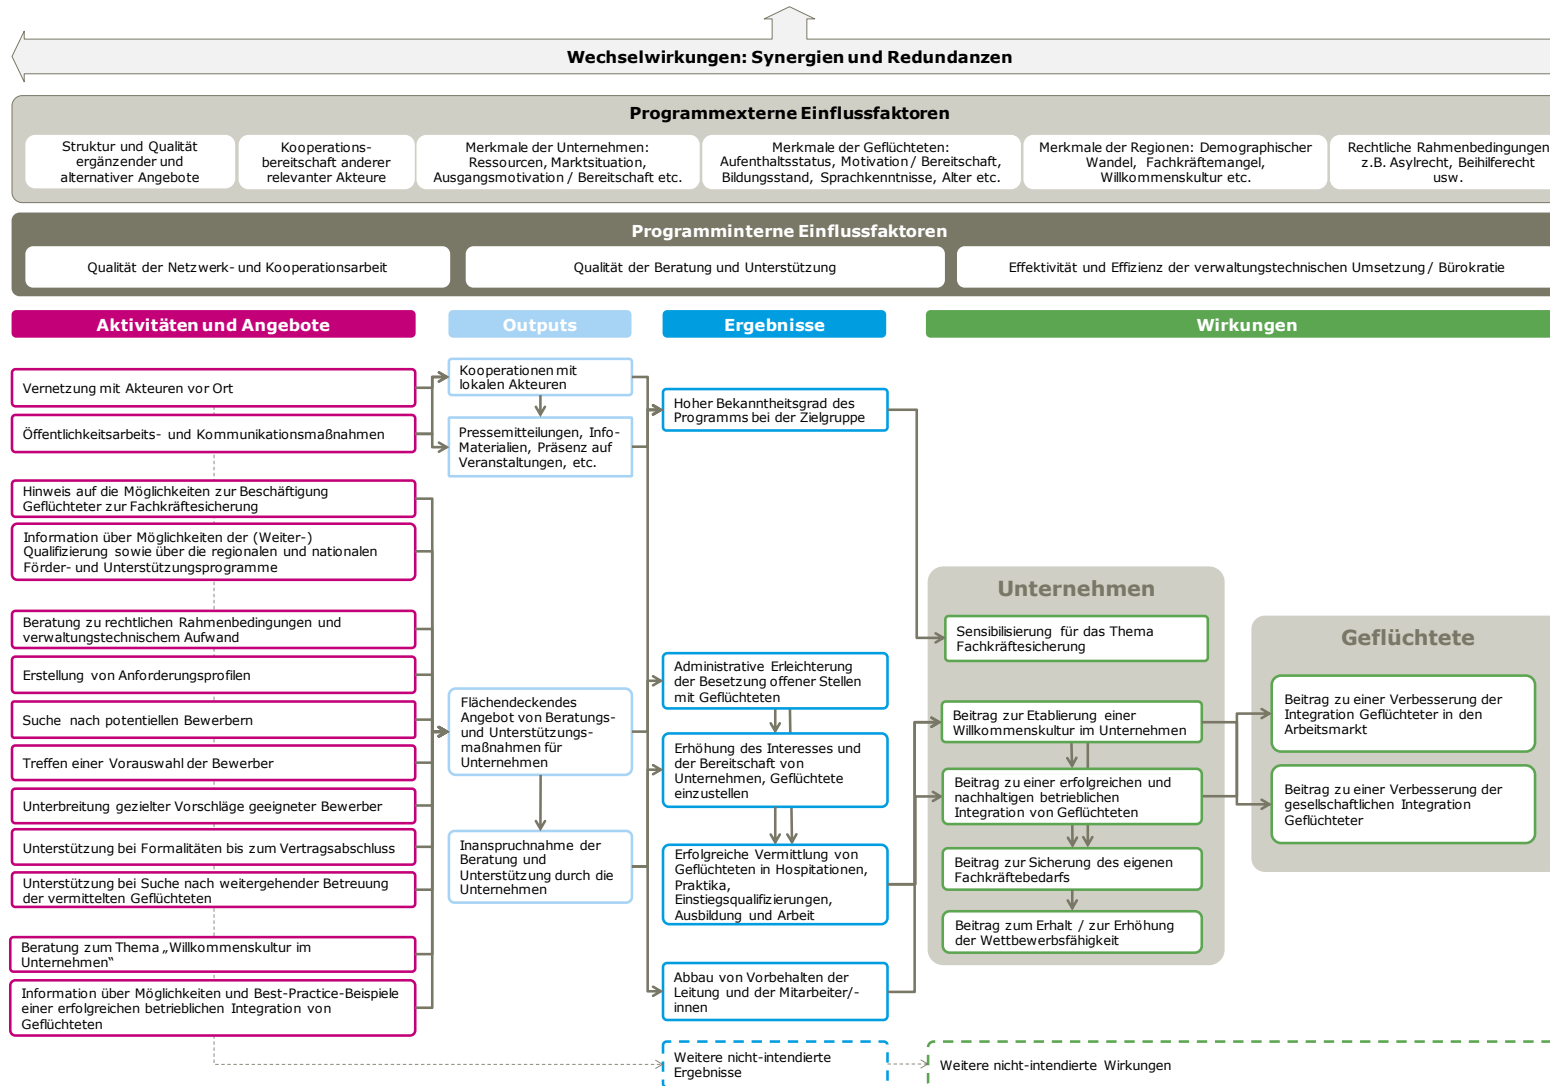 Wechselwirkungen: Synergien und Redundanzen
Programmexterne Einflussfaktoren
Struktur und Qualität
ergänzender und
alternativer Angebote
Kooperations-
bereitschaft anderer
relevanter Akteure
Merkmale der Unternehmen:
Ressourcen, Marktsituation,
Ausgangsmotivation / Bereitschaft etc.
Merkmale der Geflüchteten:
Aufenthaltsstatus, Motivation / Bereitschaft,
Bildungsstand, Sprachkenntnisse, Alter etc.
Merkmale der Regionen: Demographischer
Wandel, Fachkräftemangel,
Willkommenskultur etc.
Rechtliche Rahmenbedingungen
z.B. Asylrecht, Beihilferecht
usw.
Programminterne Einflussfaktoren
Qualität der Netzwerk- und Kooperationsarbeit
Qualität der Beratung und Unterstützung
Effektivität und Effizienz der verwaltungstechnischen Umsetzung / Bürokratie
Aktivitäten und Angebote
Outputs
Ergebnisse
Wirkungen
Vernetzung mit Akteuren vor Ort
Öffentlichkeitsarbeits- und Kommunikationsmaßnahmen
Hinweis auf die Möglichkeiten zur Beschäftigung
Geflüchteter zur Fachkräftesicherung
Information über Möglichkeiten der (Weiter-)
Qualifizierung sowie über die regionalen und nationalen
Förder- und Unterstützungsprogramme
Beratung zu rechtlichen Rahmenbedingungen und
verwaltungstechnischem Aufwand
Erstellung von Anforderungsprofilen
Suche nach potentiellen Bewerbern
Treffen einer Vorauswahl der Bewerber
Unterbreitung gezielter Vorschläge geeigneter Bewerber
Unterstützung bei Formalitäten bis zum Vertragsabschluss
Unterstützung bei Suche nach weitergehender Betreuung
der vermittelten Geflüchteten
Beratung zum Thema „Willkommenskultur im
Unternehmen“
Information über Möglichkeiten und Best-Practice-Beispiele
einer erfolgreichen betrieblichen Integration von
Geflüchteten
Kooperationen mit
lokalen Akteuren
Pressemitteilungen, Info-
Materialien, Präsenz auf
Veranstaltungen, etc.
Flächendeckendes
Angebot von Beratungs-
und Unterstützungs-
maßnahmen für
Unternehmen
Inanspruchnahme der
Beratung und
Unterstützung durch die
Unternehmen
Hoher Bekanntheitsgrad des
Programms bei der Zielgruppe
Administrative Erleichterung
der Besetzung offener Stellen
mit Geflüchteten
Erhöhung des Interesses und
der Bereitschaft von
Unternehmen, Geflüchtete
einzustellen
Erfolgreiche Vermittlung von
Geflüchteten in Hospitationen,
Praktika,
Einstiegsqualifizierungen,
Ausbildung und Arbeit
Abbau von Vorbehalten der
Leitung und der Mitarbeiter/-
innen
Weitere nicht-intendierte
Ergebnisse
Unternehmen
Sensibilisierung für das Thema
Fachkräftesicherung
Beitrag zur Etablierung einer
Willkommenskultur im Unternehmen
Beitrag zu einer erfolgreichen und
nachhaltigen betrieblichen
Integration von Geflüchteten
Beitrag zur Sicherung des eigenen
Fachkräftebedarfs
Beitrag zum Erhalt / zur Erhöhung
der Wettbewerbsfähigkeit
Geflüchtete
Beitrag zu einer Verbesserung der
Integration Geflüchteter in den
Arbeitsmarkt
Beitrag zu einer Verbesserung der
gesellschaftlichen Integration
Geflüchteter
Weitere nicht-intendierte Wirkungen